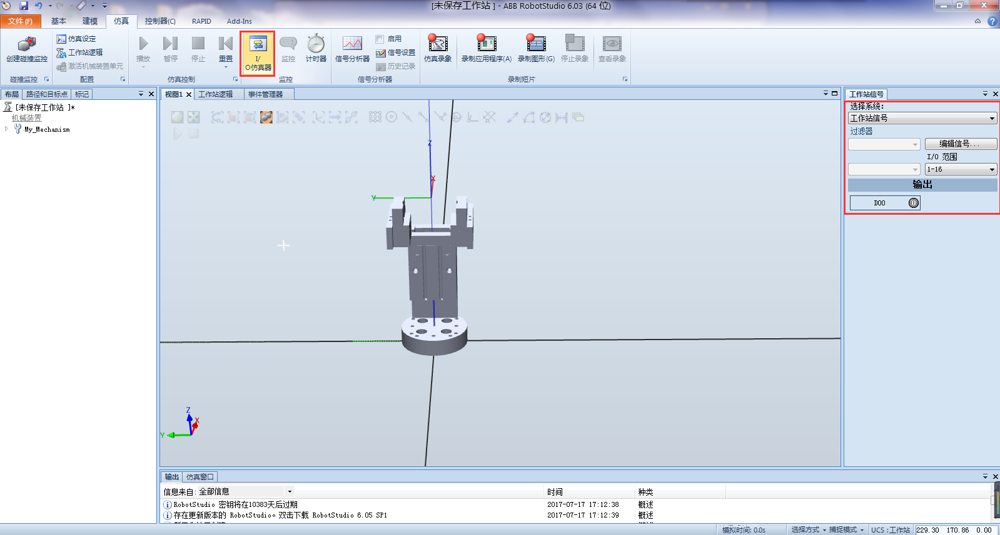 [未保存工作站 ] - ABB RobotStudio 6.03 (64 位)
文件(F) 基本 建模 仿真 控制器(C) RAPID Add-Ins
创建碰撞监控
碰撞监控
仿真设定
工作站逻辑
激活机械装置单元
配置
播放 暂停 停止 重置
仿真控制
I/
O仿真器
监控 计时器
监控
信号分析器
启用
信号设置
历史记录
信号分析器
仿真录象 录制应用程序(A) 录制图形(G) 停止录象 查看录象
录制短片
布局 路径和目标点 标记
[未保存工作站 ]*
机械装置
My_Mechanism
视图1 工作站逻辑 事件管理器
Z
X
Y
Z
X
Y
工作站信号
选择系统:
工作站信号
过滤器
编辑信号...
I/O 范围
1-16
输出
DO0 0
输出 仿真窗口
信息来自: 全部信息 时间 种类
RobotStudio 密钥将在10383天后过期 2017-07-17 17:12:38 概述
存在更新版本的 RobotStudio。双击下载 RobotStudio 6.05 SP1 2017-07-17 17:12:39 概述
模拟时间: 0.0s 选择方式 捕捉模式 UCS : 工作站 229.30 170.86 0.00